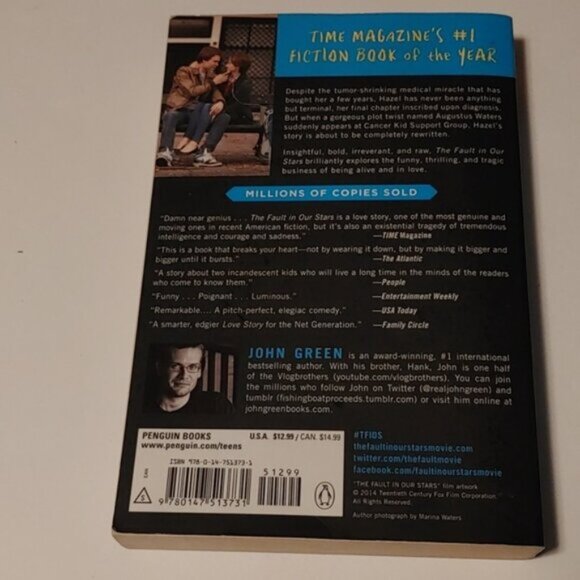 TIME MAGAZINE'S #1
FICTION BOOK of the YEAR
Despite the tumor-shrinking medical miracle that has
bought her a few years, Hazel has never been anything
but terminal, her final chapter inscribed upon diagnosis.
But when a gorgeous plot twist named Augustus Waters
suddenly appears at Cancer Kid Support Group, Hazel's
story is about to be completely rewritten.
Insightful, bold, irreverent, and raw, The Fault in Our
Stars brilliantly explores the funny, thrilling, and tragic
business of being alive and in love.
MILLIONS OF COPIES SOLD
"Damn near genius . . . The Fault in Our Stars is a love story, one of the most genuine and
moving ones in recent American fiction, but it's also an existential tragedy of tremendous
intelligence and courage and sadness." —TIME Magazine
"This is a book that breaks your heart—not by wearing it down, but by making it bigger and
bigger until it bursts." —The Atlantic
"A story about two incandescent kids who will live a long time in the minds of the readers
who come to know them." —People
"Funny . . . Poignant . . . Luminous." —Entertainment Weekly
"Remarkable.... A pitch-perfect, elegiac comedy." —USA Today
"A smarter, edgier Love Story for the Net Generation." —Family Circle
JOHN GREEN is an award-winning, #1 international
bestselling author. With his brother, Hank, John is one half
of the Vlogbrothers (youtube.com/vlogbrothers). You can join
the millions who follow John on Twitter (@realjohngreen) and
tumblr (fishingboatproceeds.tumblr.com) or visit him online at
johngreenbooks.com.
PENGUIN BOOKS U.S.A. $12.99 / CAN. $14.99
www.penguin.com/teens
ISBN 978-0-14-751373-1
51299
EAN
S
9 780147 513731
#TFIOS
thefaultinourstarsmovie.com
twitter.com/thefaultmovie
facebook.com/faultinourstarsmovie
"THE FAULT IN OUR STARS" film artwork
© 2014 Twentieth Century Fox Film Corporation.
All Rights Reserved.
Author photograph by Marina Waters